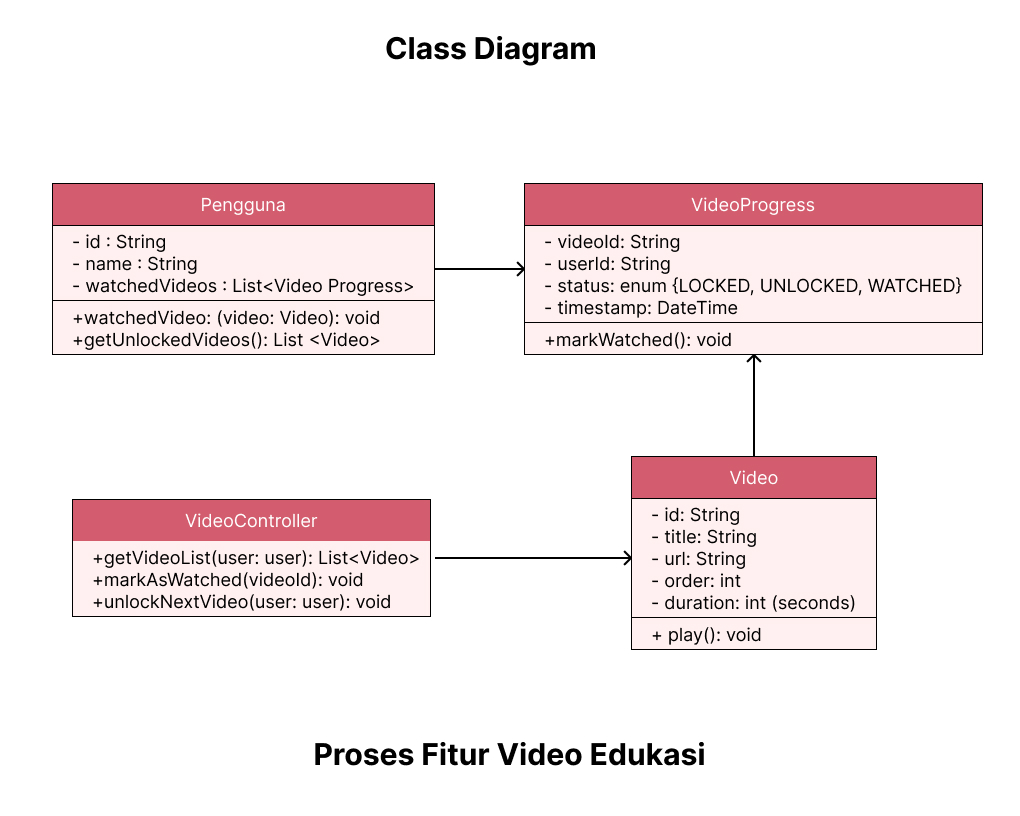 Class Diagram
Pengguna
- id : String
- name : String
- watchedVideos : List<Video Progress>
+watchedVideo: (video: Video): void
+getUnlockedVideos(): List <Video>
VideoProgress
- videoId: String
- userId: String
- status: enum {LOCKED, UNLOCKED, WATCHED}
- timestamp: DateTime
+markWatched(): void
VideoController
+getVideoList(user: user): List<Video>
+markAsWatched(videoId): void
+unlockNextVideo(user: user): void
Video
- id: String
- title: String
- url: String
- order: int
- duration: int (seconds)
+ play(): void
Proses Fitur Video Edukasi